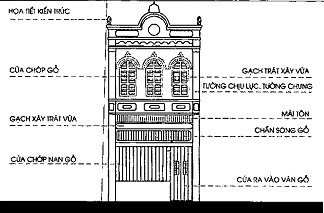 HỌA TIẾT KIẾN TRÚC
CỬA CHỚP GỖ
GẠCH TRÁT XÂY VỮA
TƯỜNG CHỊU LỰC, TƯỜNG CHUNG
GẠCH XÂY TRÁT VỮA
MÁI TÔN
CHẤN SONG GỖ
CỬA CHỚP NAN GỖ
CỬA RA VÀO VÁN GỖ